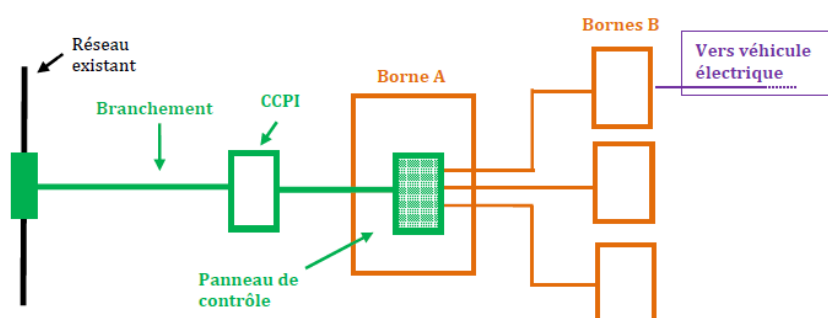 Réseau
existant
Branchement
CCPI
Borne A
Bornes B
Vers véhicule
électrique
Panneau de
contrôle